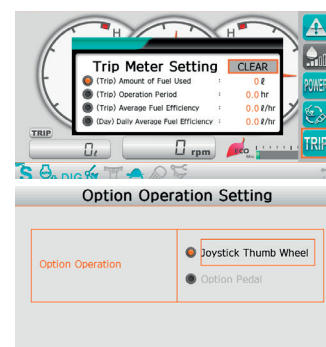 H H
Trip Meter Setting CLEAR
(Trip) Amount of Fuel Used : 0 ℓ
(Trip) Operation Period : 0.0 hr
(Trip) Average Fuel Efficiency : 0.0 ℓ/hr
(Day) Daily Average Fuel Efficiency : 0.0 ℓ/hr
POWER
TRIP
0ℓ 0 rpm ECO TRIP
S DIG
Option Operation Setting
Joystick Thumb Wheel
Option Operation
Option Pedal